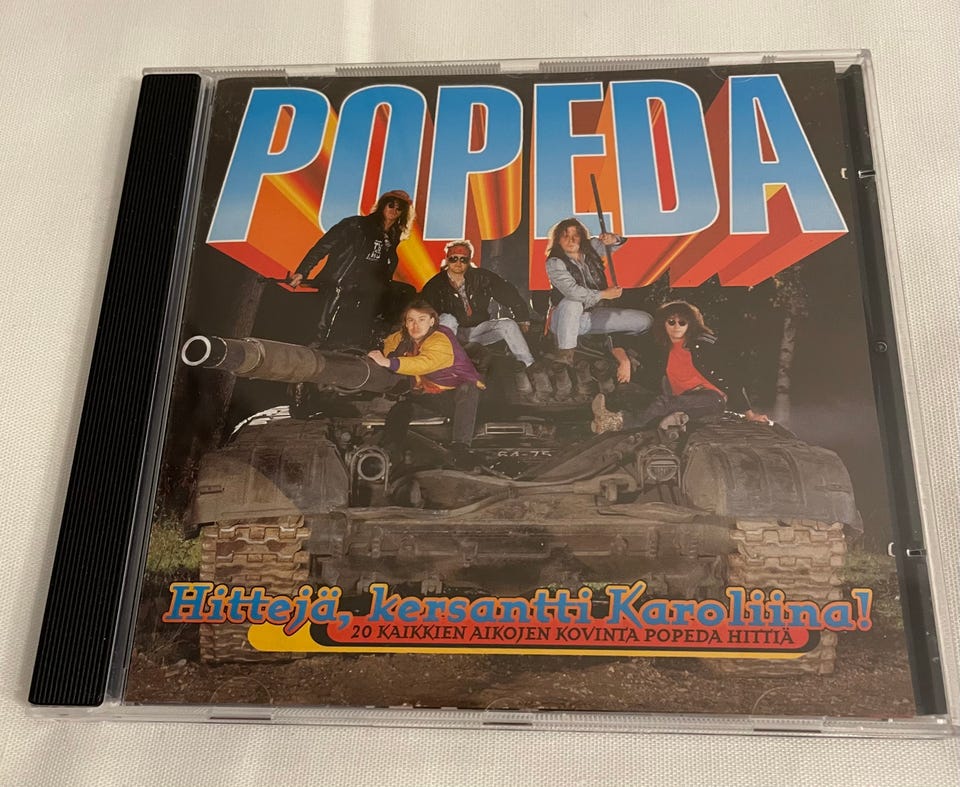 POPEDA
Hittejä, kersantti Karoliina!
20 KAIKKIEN AIKOJEN KOVINTA POPEDA HITTIÄ